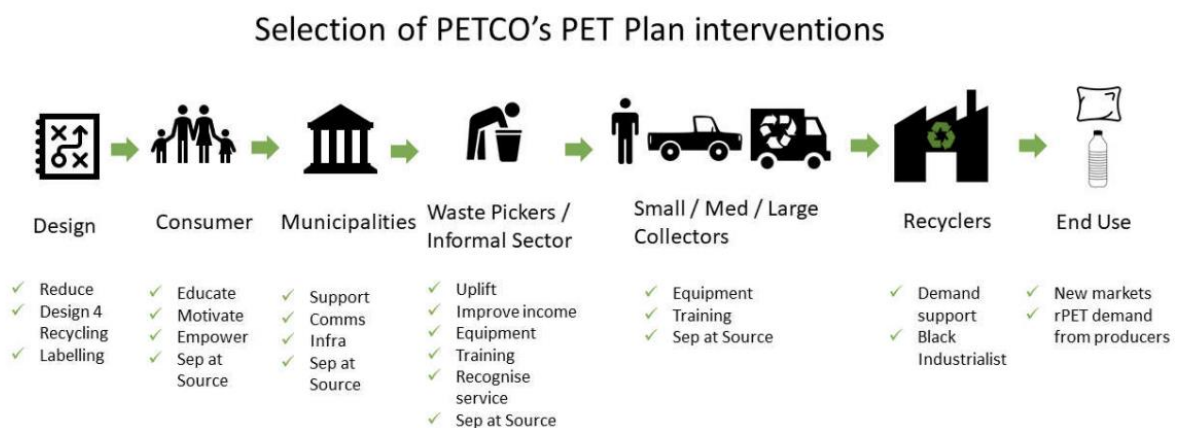 Selection of PETCO's PET Plan interventions
Design
Consumer
Municipalities
Waste Pickers /
Informal Sector
Small / Med / Large
Collectors
Recyclers
End Use
✓ Reduce
✓ Design 4
Recycling
✓ Labelling
✓ Educate
✓ Motivate
✓ Empower
✓ Sep at
Source
✓ Support
✓ Comms
✓ Infra
✓ Sep at
Source
✓ Uplift
✓ Improve income
✓ Equipment
✓ Training
✓ Recognise
service
✓ Sep at Source
✓ Equipment
✓ Training
✓ Sep at Source
✓ Demand
support
✓ Black
Industrialist
✓ New markets
✓ rPET demand
from producers